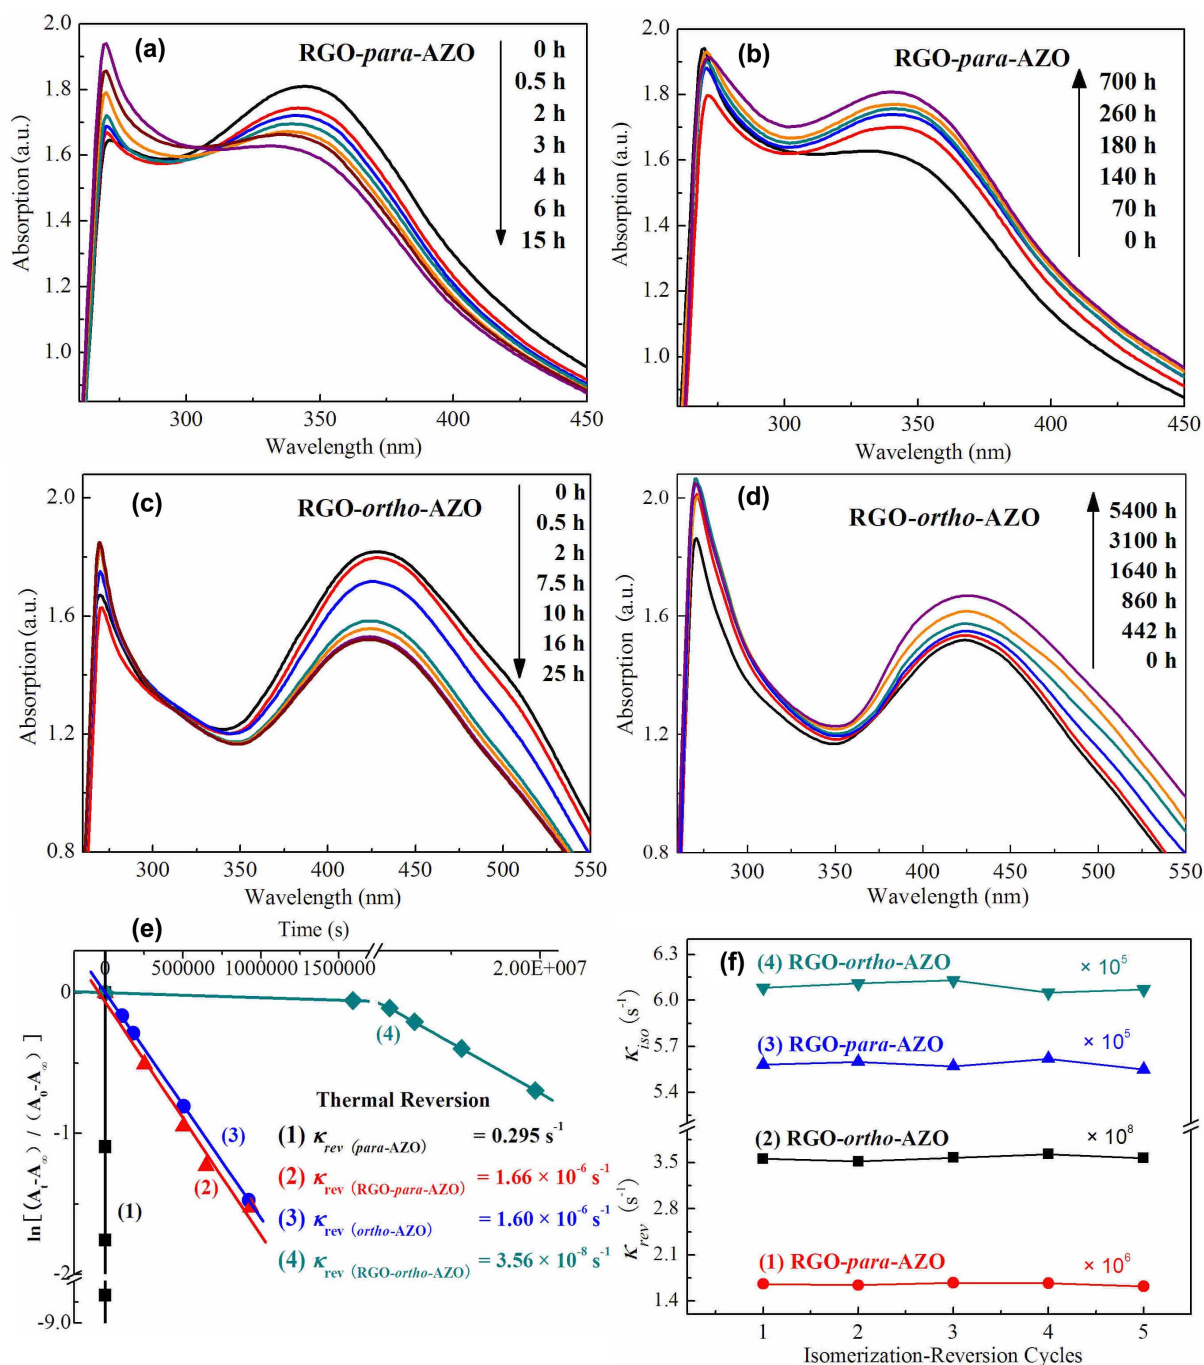 (a)
RGO-para-AZO
0 h
0.5 h
2 h
3 h
4 h
6 h
15 h
2.0
1.8
1.6
1.4
1.2
1.0
Absorption (a.u.)
300 350 400 450
Wavelength (nm)
(b)
RGO-para-AZO
700 h
260 h
180 h
140 h
70 h
0 h
2.0
1.8
1.6
1.4
1.2
1.0
Absorption (a.u.)
300 350 400 450
Wavelength (nm)
(c)
RGO-ortho-AZO
0 h
0.5 h
2 h
7.5 h
10 h
16 h
25 h
2.0
1.6
1.2
0.8
Absorption (a.u.)
300 350 400 450 500 550
Wavelength (nm)
(d)
RGO-ortho-AZO
5400 h
3100 h
1640 h
860 h
442 h
0 h
2.0
1.6
1.2
0.8
Absorption (a.u.)
300 350 400 450 500 550
Wavelength (nm)
(e)
Time (s)
0 500000 1000000 1500000 2.00E+007
0
-1
-2
-9.0
ln [ (A_t-A_∞) / (A_0-A_∞) ]
(4)
(3)
(2)
(1)
Thermal Reversion
(1) κ_rev (para-AZO) = 0.295 s⁻¹
(2) κ_rev (RGO-para-AZO) = 1.66 × 10⁻⁶ s⁻¹
(3) κ_rev (ortho-AZO) = 1.60 × 10⁻⁶ s⁻¹
(4) κ_rev (RGO-ortho-AZO) = 3.56 × 10⁻⁸ s⁻¹
(f)
6.3
6.0
5.7
5.5
3.5
2.8
2.1
1.4
κ_iso (s⁻¹)
κ_rev (s⁻¹)
(4) RGO-ortho-AZO × 10⁵
(3) RGO-para-AZO × 10⁵
(2) RGO-ortho-AZO × 10⁸
(1) RGO-para-AZO × 10⁶
1 2 3 4 5
Isomerization-Reversion Cycles